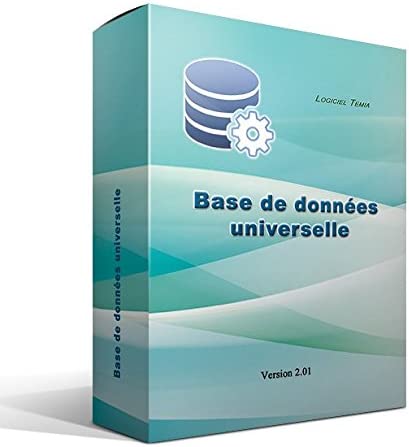 Logiciel Temia
Base de données
universelle
Version 2.01
Base de données universelle